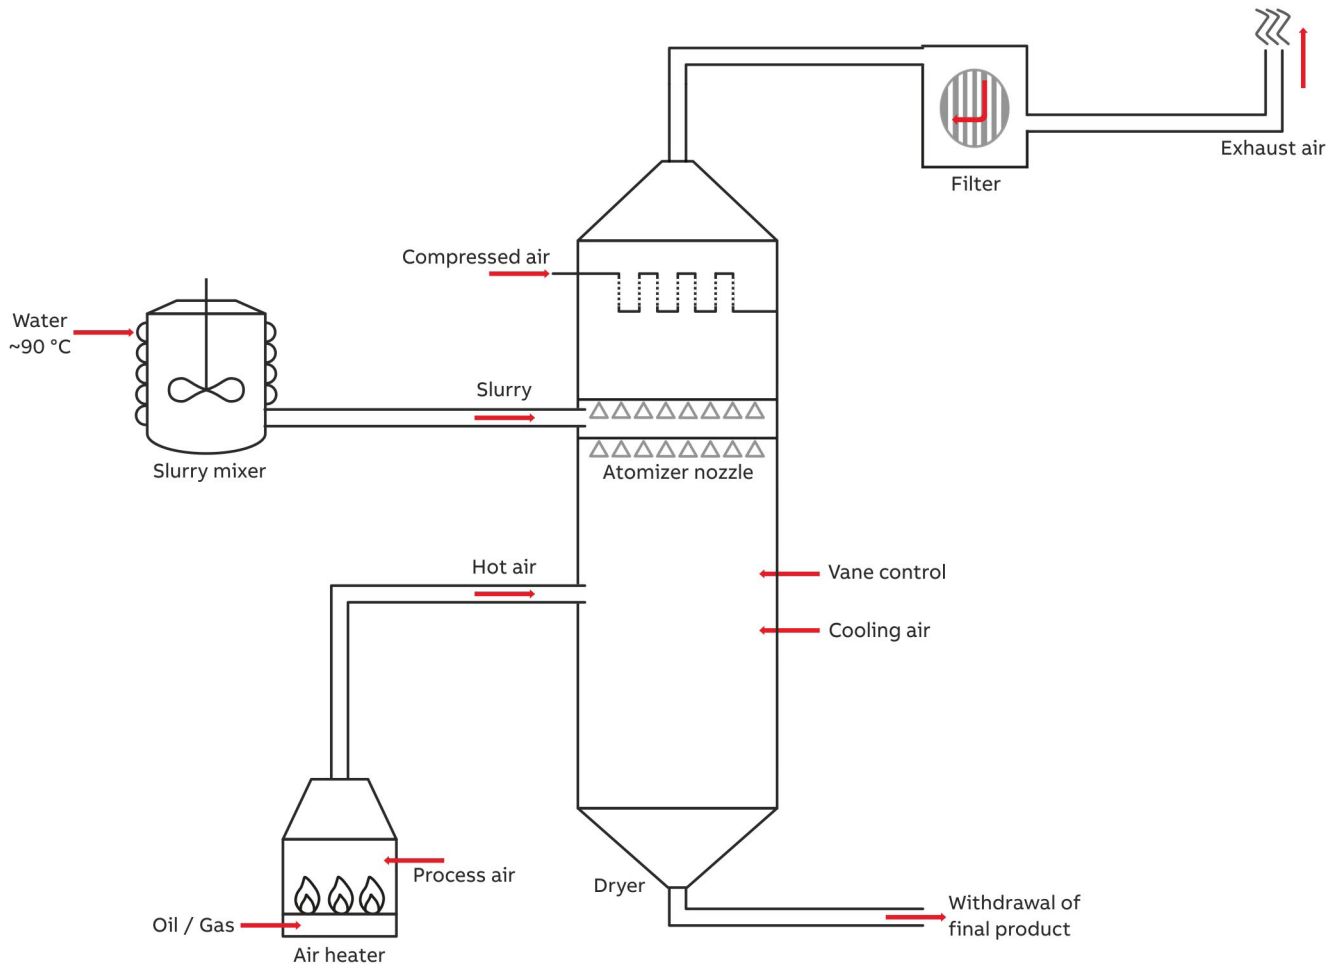 Exhaust air
Filter
Compressed air
Water
~90 °C
Slurry
Slurry mixer
Atomizer nozzle
Hot air
Vane control
Cooling air
Process air
Dryer
Withdrawal of
final product
Oil / Gas
Air heater